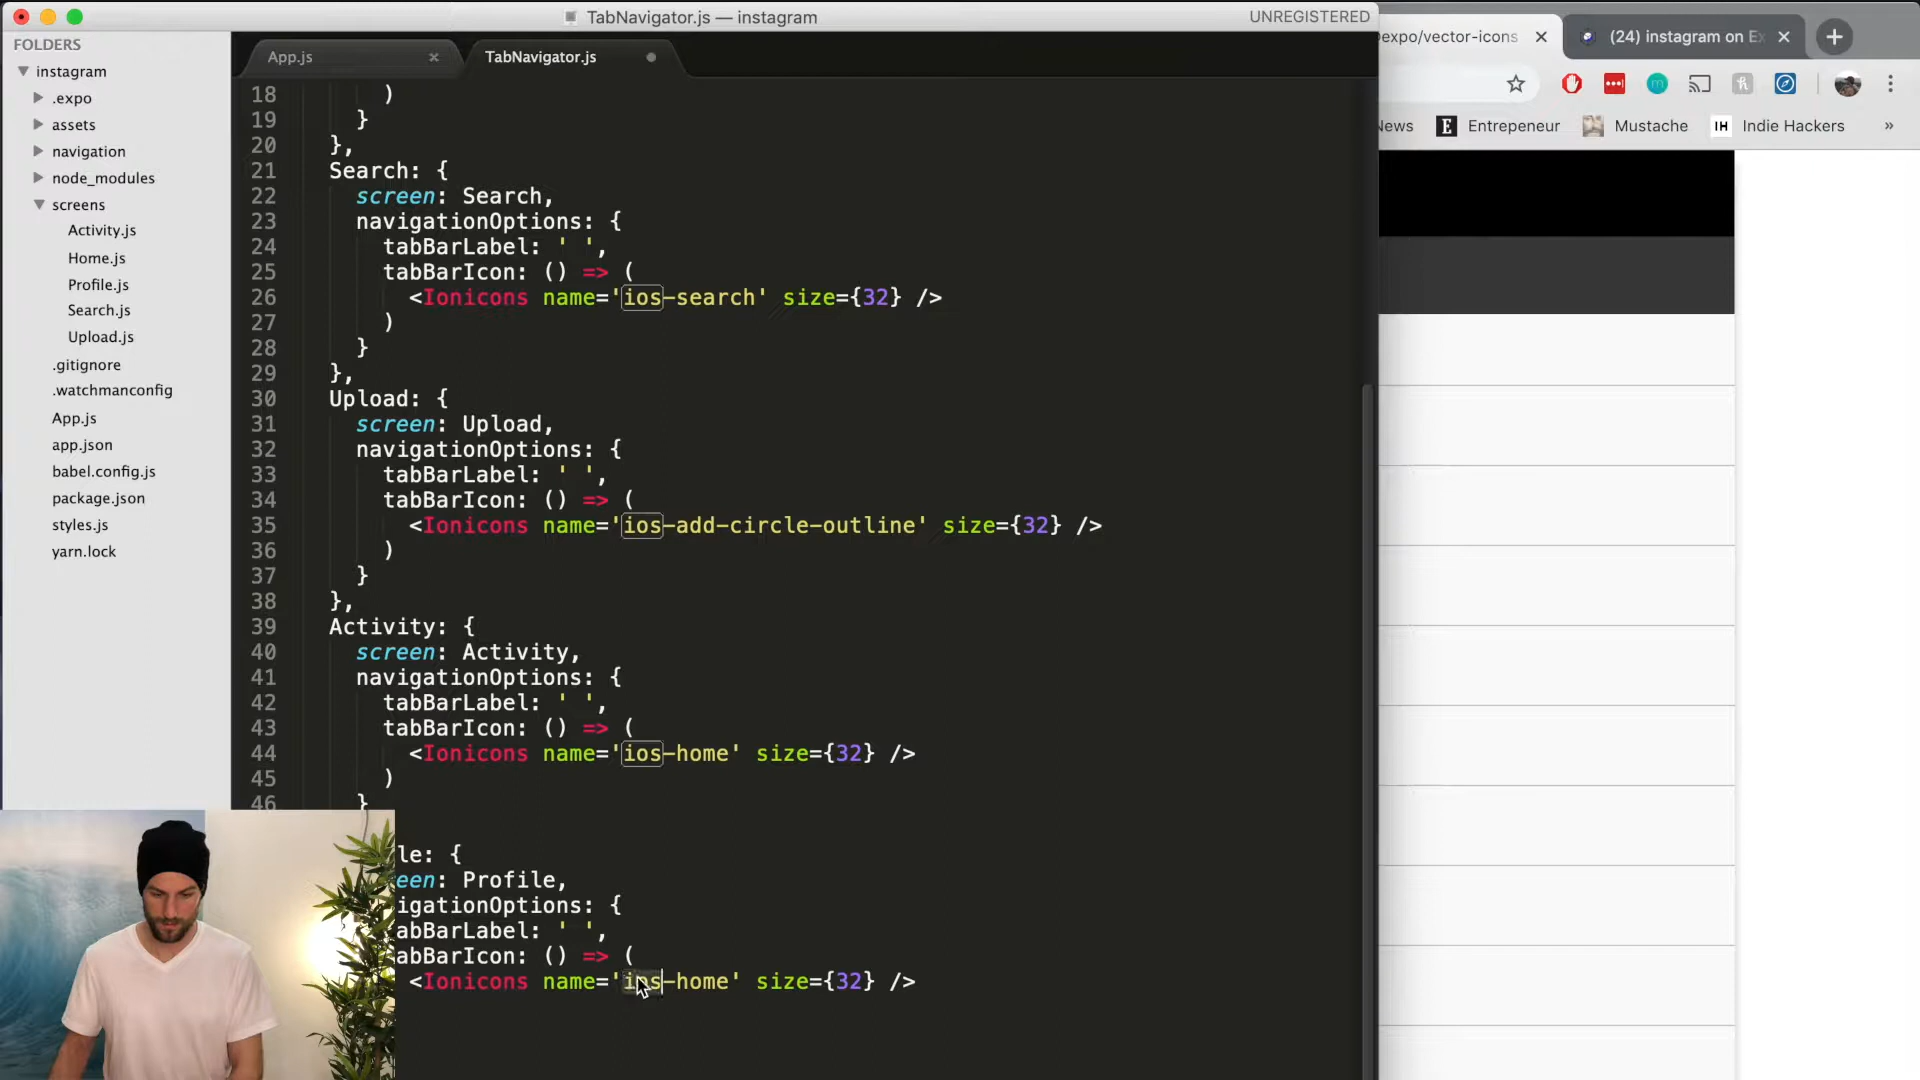 TabNavigator.js — instagram
UNREGISTERED
expo/vector-icons
(24) instagram on Ex
FOLDERS
App.js
TabNavigator.js
instagram
.expo
assets
navigation
node_modules
screens
Activity.js
Home.js
Profile.js
Search.js
Upload.js
.gitignore
.watchmanconfig
App.js
app.json
babel.config.js
package.json
styles.js
yarn.lock
News
E
Entrepeneur
Mustache
IH
Indie Hackers
»
m
18 )
19 }
20 },
21 Search: {
22 screen: Search,
23 navigationOptions: {
24 tabBarLabel: ' ',
25 tabBarIcon: () => (
26 <Ionicons name='ios-search' size={32} />
27 )
28 }
29 },
30 Upload: {
31 screen: Upload,
32 navigationOptions: {
33 tabBarLabel: ' ',
34 tabBarIcon: () => (
35 <Ionicons name='ios-add-circle-outline' size={32} />
36 )
37 }
38 },
39 Activity: {
40 screen: Activity,
41 navigationOptions: {
42 tabBarLabel: ' ',
43 tabBarIcon: () => (
44 <Ionicons name='ios-home' size={32} />
45 )
46 }
le: {
een: Profile,
igationOptions: {
abBarLabel: ' ',
abBarIcon: () => (
<Ionicons name='ios-home' size={32} />